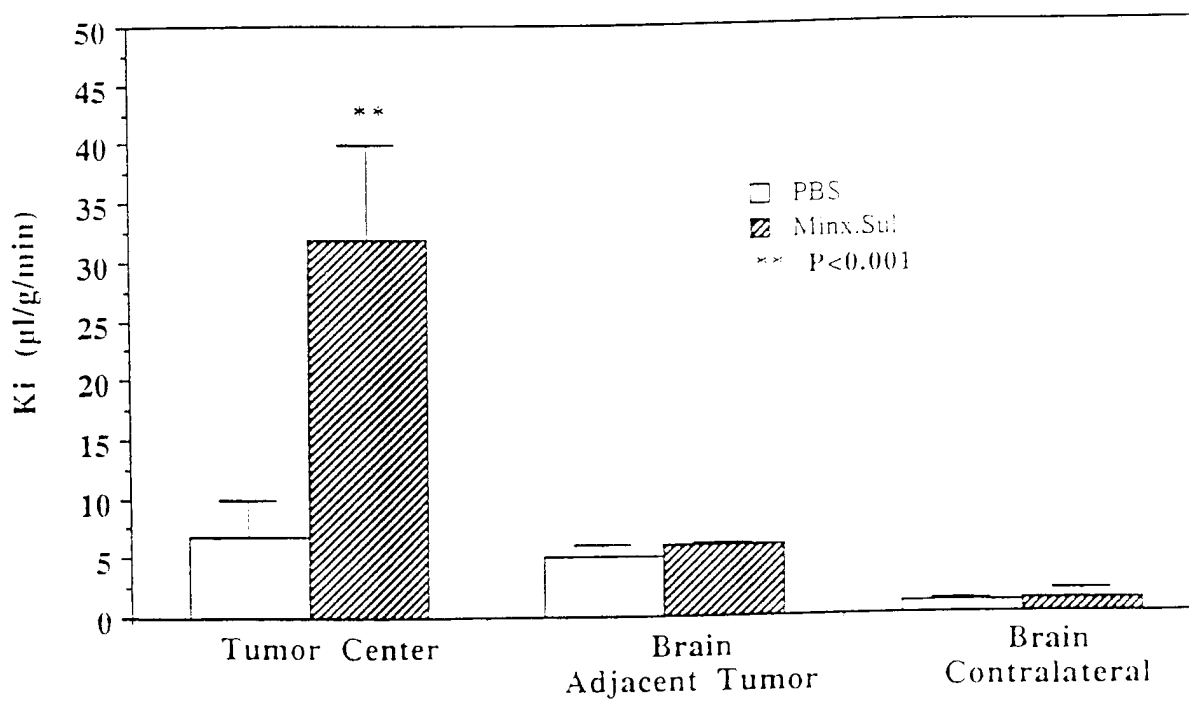 50
45
40
35
30
25
20
15
10
5
0
Ki (µl/g/min)
**
PBS
Minx.Sul
** P<0.001
Tumor Center
Brain
Adjacent Tumor
Brain
Contralateral